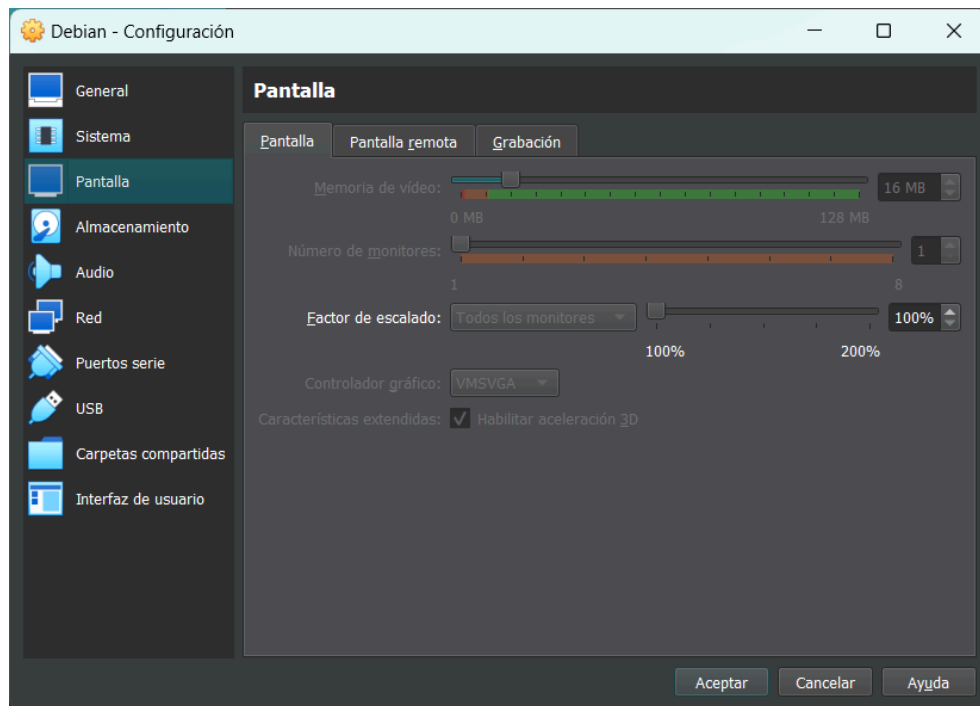 Debian - Configuración
General
Sistema
Pantalla
Almacenamiento
Audio
Red
Puertos serie
USB
Carpetas compartidas
Interfaz de usuario
Pantalla
Pantalla Pantalla remota Grabación
Memoria de vídeo: 16 MB
0 MB 128 MB
Número de monitores: 1
1 8
Factor de escalado: Todos los monitores 100%
100% 200%
Controlador gráfico: VMSVGA
Características extendidas: Habilitar aceleración 3D
Aceptar Cancelar Ayuda